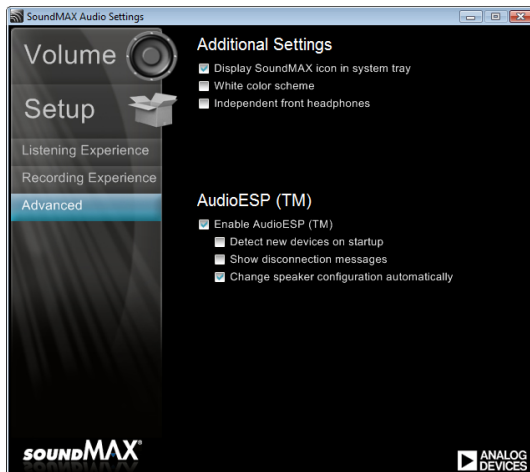 SoundMAX Audio Settings
Volume
Setup
Listening Experience
Recording Experience
Advanced
Additional Settings
Display SoundMAX icon in system tray
White color scheme
Independent front headphones
AudioESP (TM)
Enable AudioESP (TM)
Detect new devices on startup
Show disconnection messages
Change speaker configuration automatically
SOUNDMAX®
ANALOG
DEVICES